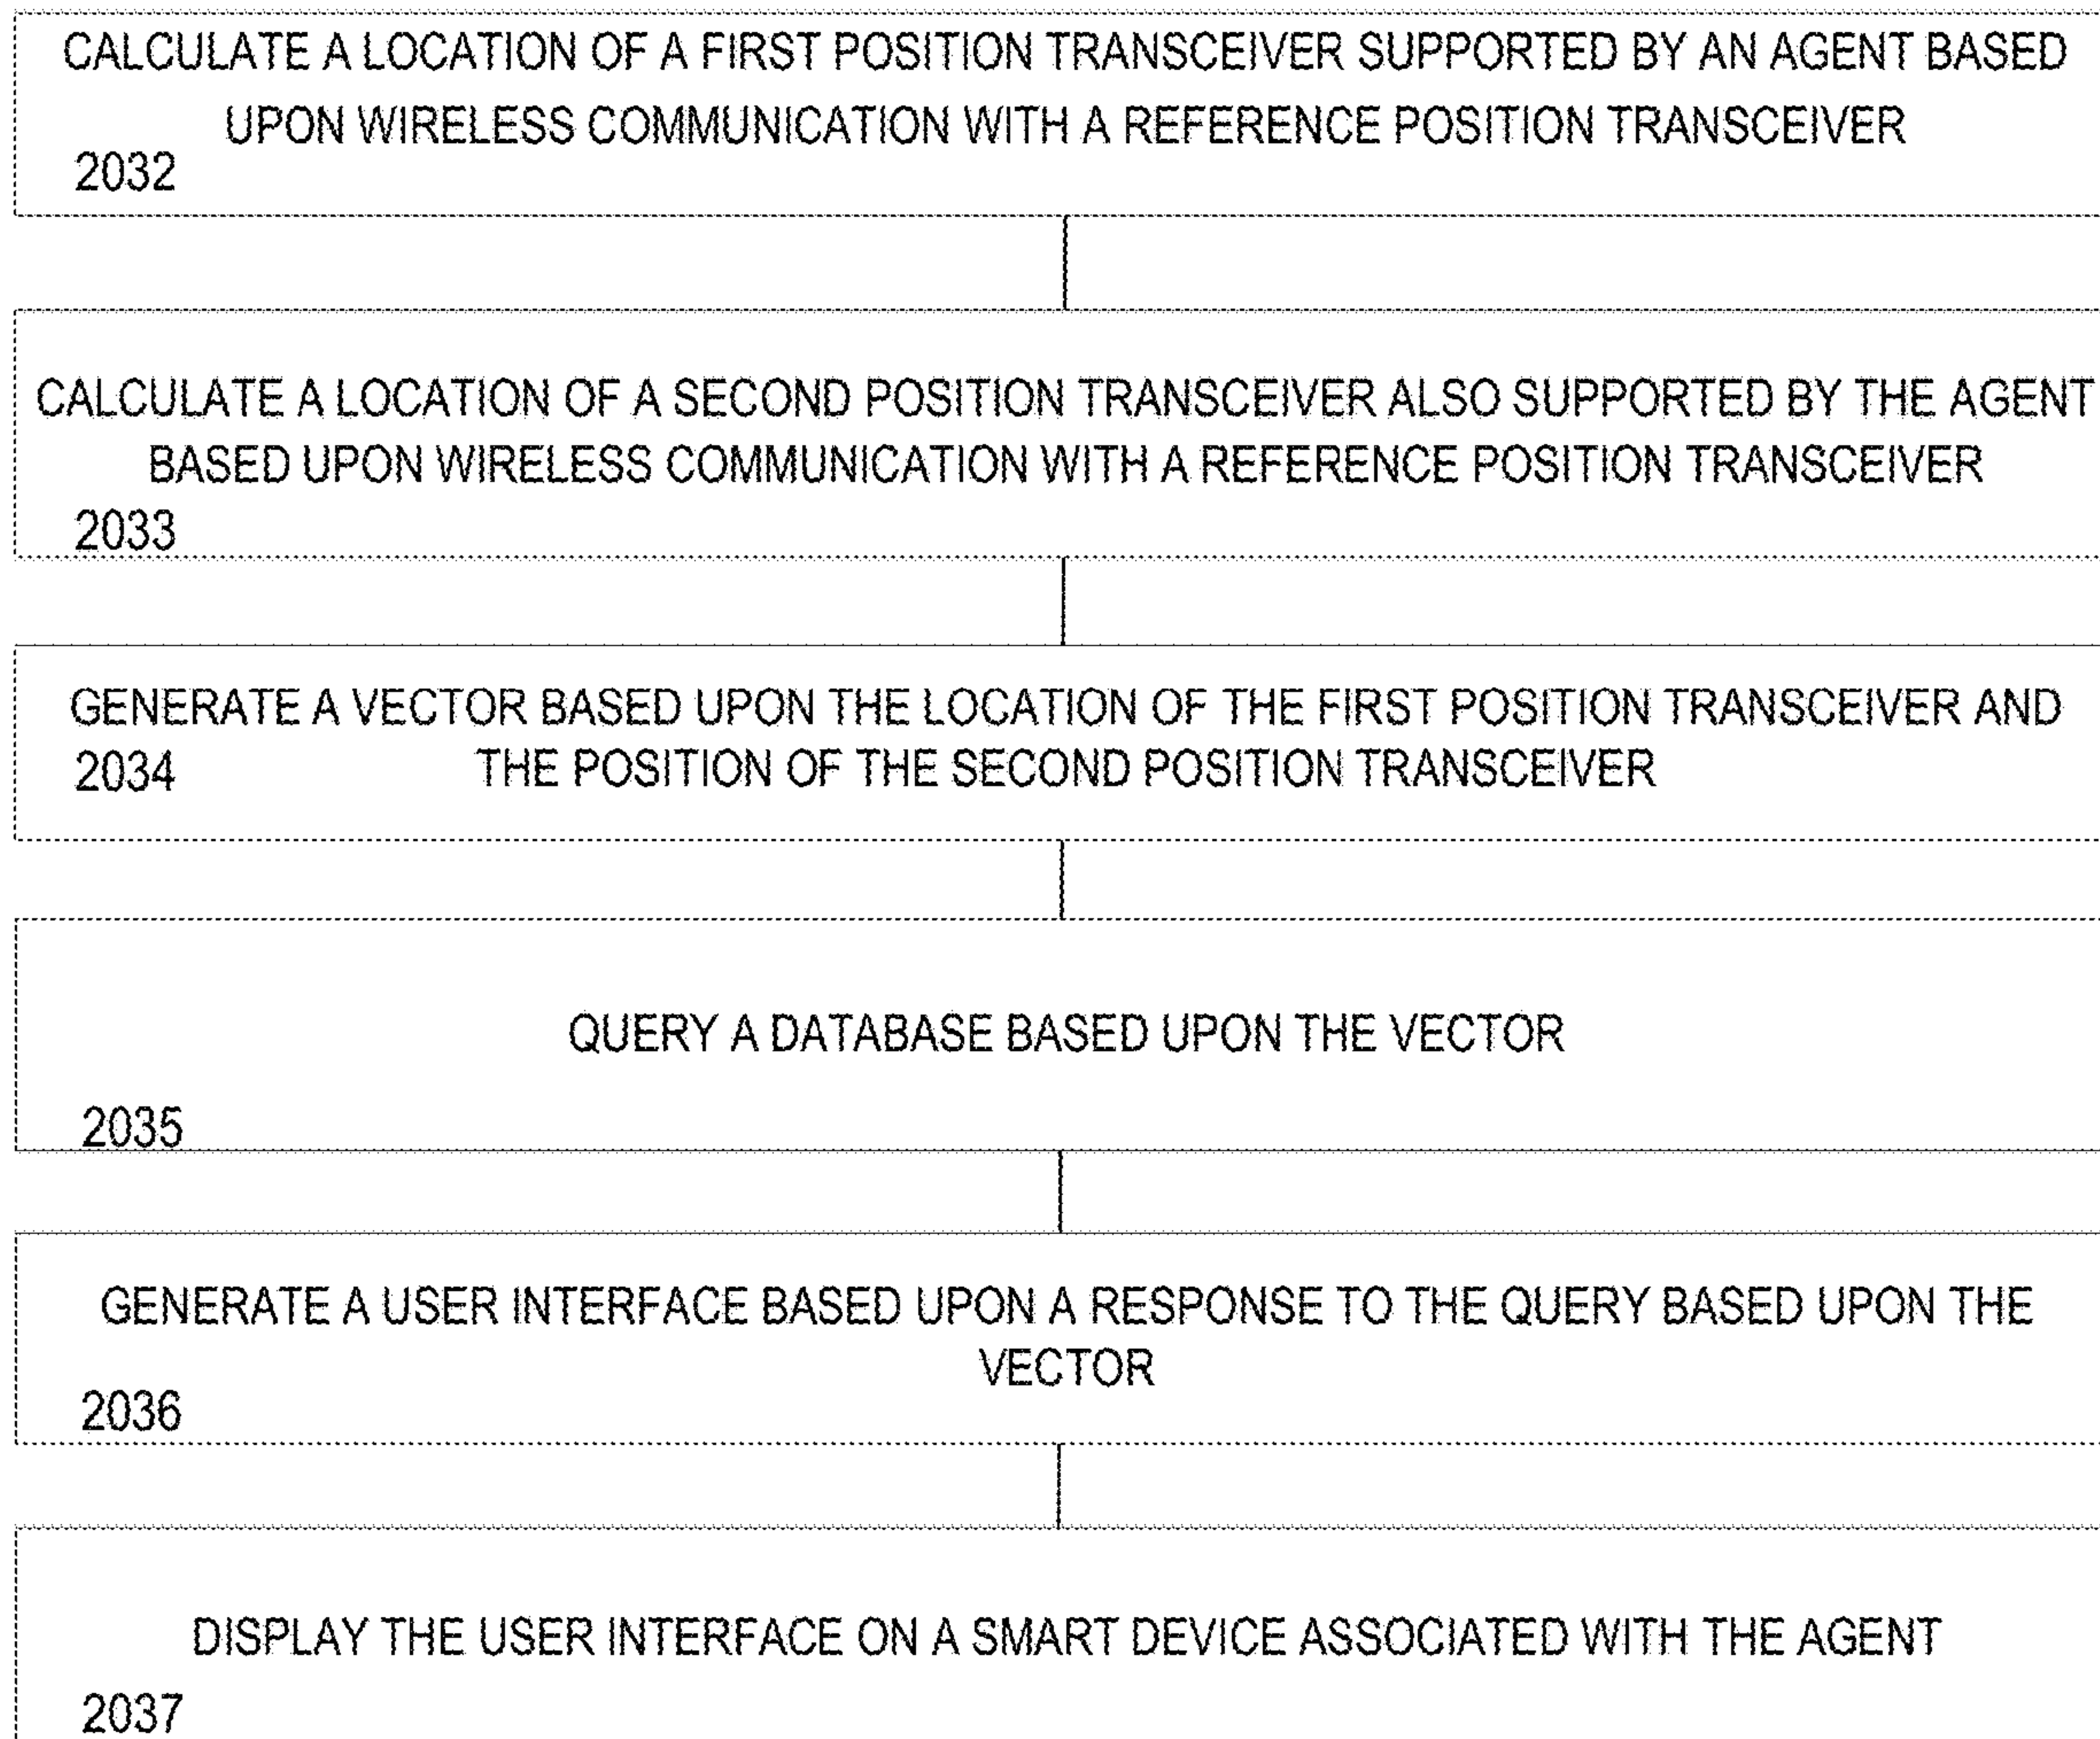 CALCULATE A LOCATION OF A FIRST POSITION TRANSCEIVER SUPPORTED BY AN AGENT BASED
UPON WIRELESS COMMUNICATION WITH A REFERENCE POSITION TRANSCEIVER
2032
CALCULATE A LOCATION OF A SECOND POSITION TRANSCEIVER ALSO SUPPORTED BY THE AGENT
BASED UPON WIRELESS COMMUNICATION WITH A REFERENCE POSITION TRANSCEIVER
2033
GENERATE A VECTOR BASED UPON THE LOCATION OF THE FIRST POSITION TRANSCEIVER AND
2034 THE POSITION OF THE SECOND POSITION TRANSCEIVER
QUERY A DATABASE BASED UPON THE VECTOR
2035
GENERATE A USER INTERFACE BASED UPON A RESPONSE TO THE QUERY BASED UPON THE
VECTOR
2036
DISPLAY THE USER INTERFACE ON A SMART DEVICE ASSOCIATED WITH THE AGENT
2037